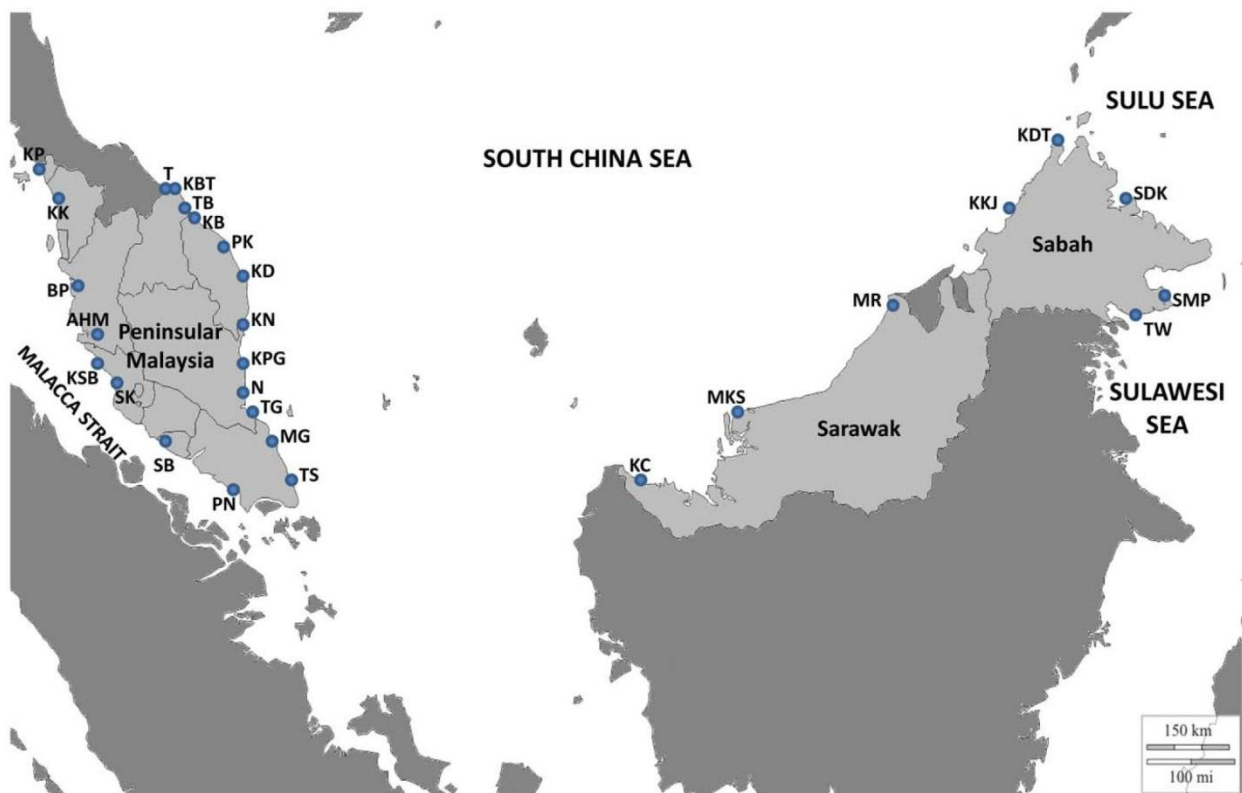 SULU SEA
KDT
SOUTH CHINA SEA
KP
T
KBT
KK
TB
KB
SDK
KKJ
PK
Sabah
KD
BP
MR
SMP
AHM
Peninsular
Malaysia
KN
TW
KPG
KSB
MALACCA STRAIT
SK
N
TG
MKS
SULAWESI
SEA
Sarawak
MG
SB
KC
TS
PN
150 km
100 mi